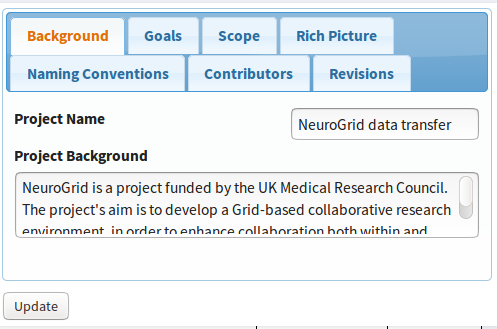 Background Goals Scope Rich Picture
Naming Conventions Contributors Revisions
Project Name NeuroGrid data transfer
Project Background
NeuroGrid is a project funded by the UK Medical Research Council.
The project's aim is to develop a Grid-based collaborative research
environment, in order to enhance collaboration both within and
Update